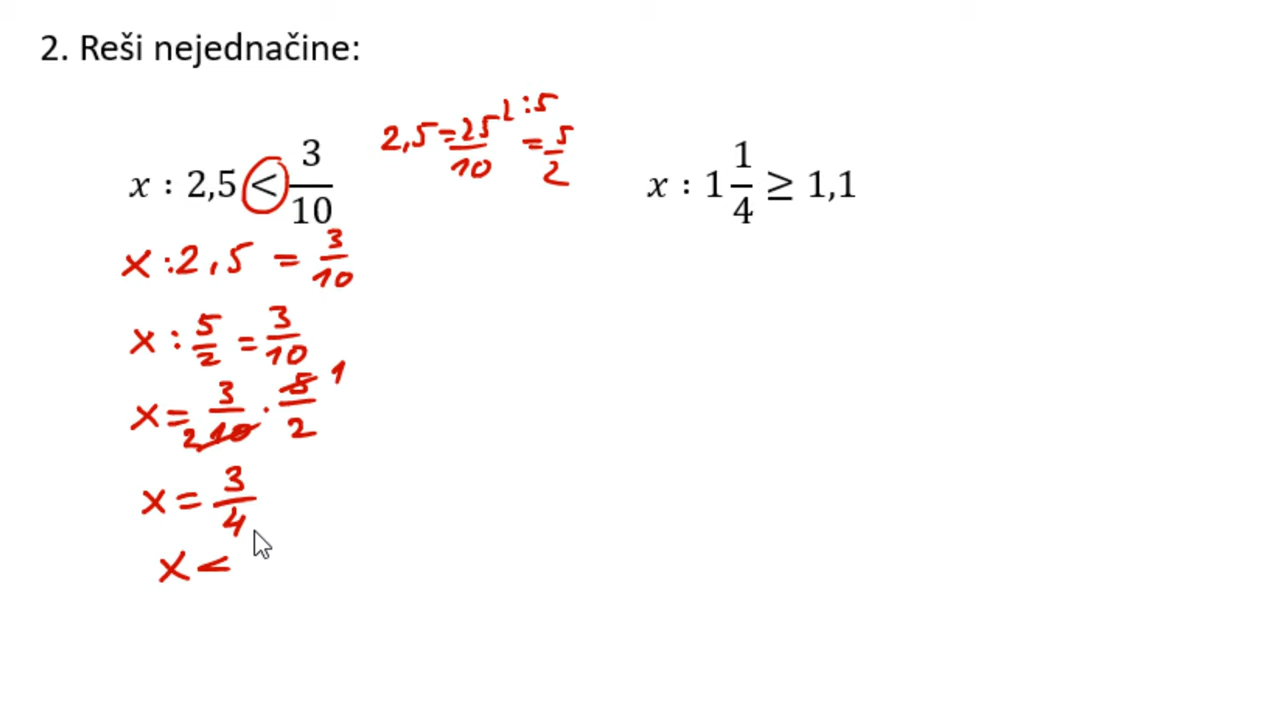 2. Reši nejednačine:
x : 2,5 < 3/10
2,5 = 25/10 :5 = 5/2
x : 1 1/4 ≥ 1,1
x : 2,5 = 3/10
x : 5/2 = 3/10
x = 3/10 2 · 5/2 1
x = 3/4
x <